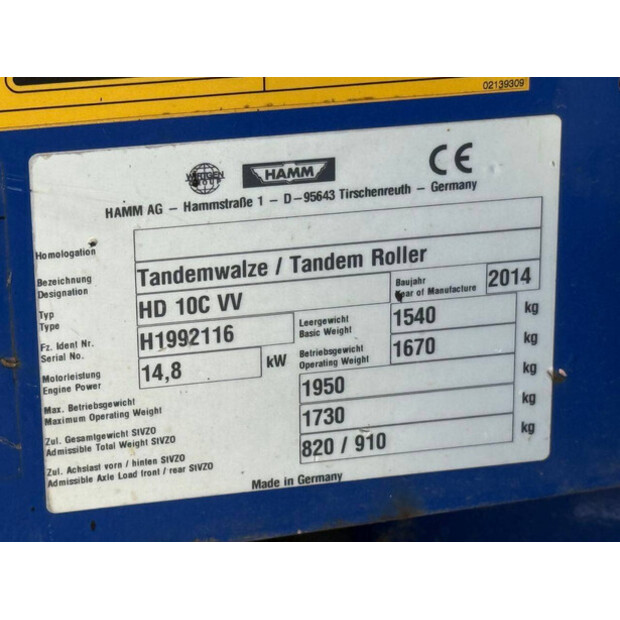 02139309
WIRTGEN GROUP
HAMM
CE
HAMM AG – Hammstraße 1 – D–95643 Tirschenreuth – Germany
Homologation
Bezeichnung
Designation
Tandemwalze / Tandem Roller
Typ
Type
HD 10C VV
Baujahr
Year of Manufacture
2014
Fz. Ident Nr.
Serial No.
H1992116
Leergewicht
Basic Weight
1540 kg
Motorleistung
Engine Power
14,8 kW
Betriebsgewicht
Operating Weight
1670 kg
Max. Betriebsgewicht
Maximum Operating Weight
1950 kg
Zul. Gesamtgewicht StVZO
Admissible Total Weight StVZO
1730 kg
Zul. Achslast vorn / hinten StVZO
Admissible Axle Load front / rear StVZO
820 / 910 kg
Made in Germany